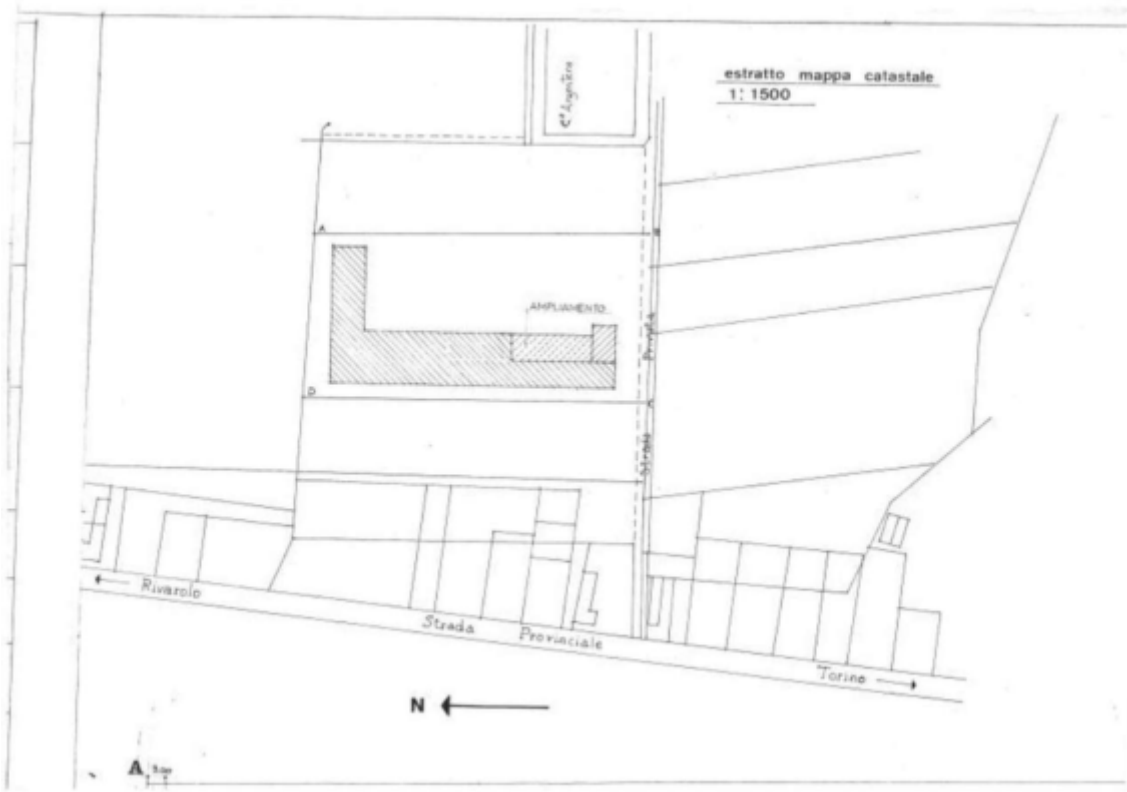 estratto mappa catastale
1: 1500
A
B
AMPLIAMENTO
Strada Privata
D
C
Rivarolo
Strada Provinciale
Torino
N
A